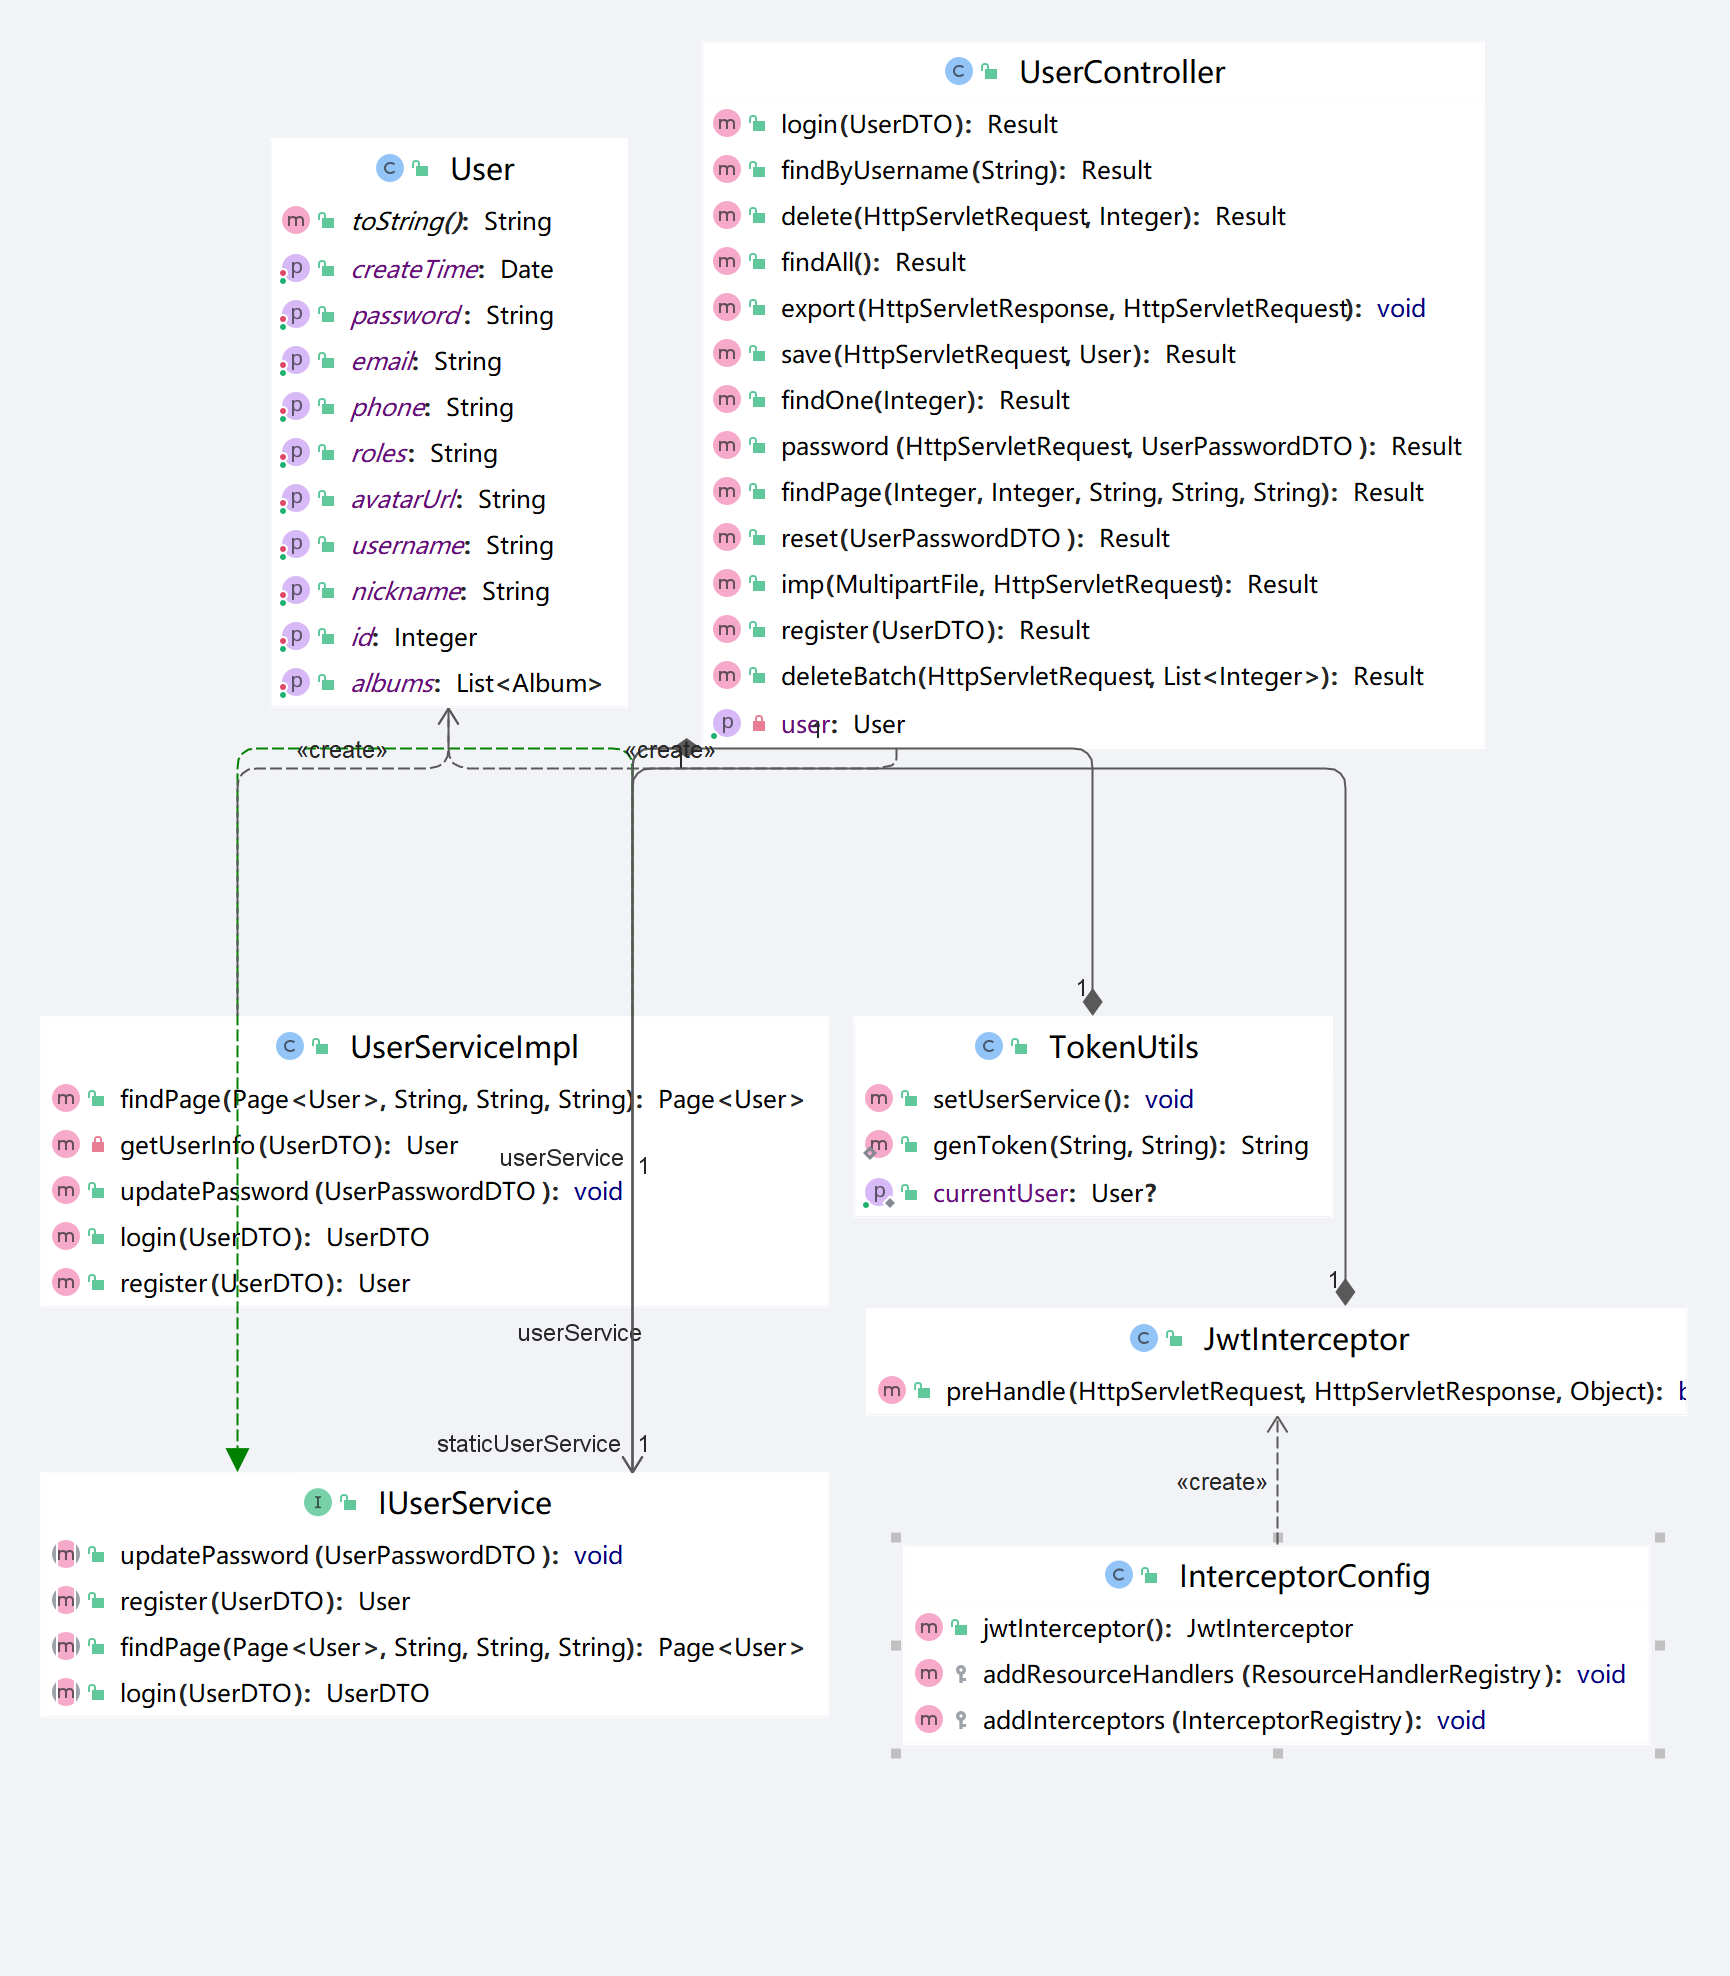 UserController
login(UserDTO): Result
findByUsername(String): Result
delete(HttpServletRequest, Integer): Result
findAll(): Result
export(HttpServletResponse, HttpServletRequest): void
save(HttpServletRequest, User): Result
findOne(Integer): Result
password(HttpServletRequest, UserPasswordDTO): Result
findPage(Integer, Integer, String, String, String): Result
reset(UserPasswordDTO): Result
imp(MultipartFile, HttpServletRequest): Result
register(UserDTO): Result
deleteBatch(HttpServletRequest, List<Integer>): Result
user: User
User
toString(): String
createTime: Date
password: String
email: String
phone: String
roles: String
avatarUrl: String
username: String
nickname: String
id: Integer
albums: List<Album>
«create»
«create»
1
1
UserServiceImpl
findPage(Page<User>, String, String, String): Page<User>
getUserInfo(UserDTO): User
updatePassword(UserPasswordDTO): void
login(UserDTO): UserDTO
register(UserDTO): User
userService
1
userService
staticUserService
1
1
TokenUtils
setUserService(): void
genToken(String, String): String
currentUser: User?
1
JwtInterceptor
preHandle(HttpServletRequest, HttpServletResponse, Object):
«create»
IUserService
updatePassword(UserPasswordDTO): void
register(UserDTO): User
findPage(Page<User>, String, String, String): Page<User>
login(UserDTO): UserDTO
InterceptorConfig
jwtInterceptor(): JwtInterceptor
addResourceHandlers(ResourceHandlerRegistry): void
addInterceptors(InterceptorRegistry): void